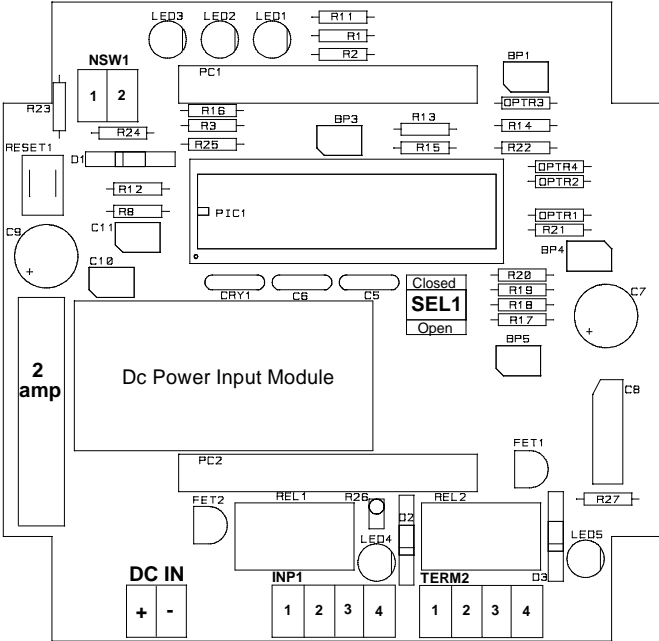 LED3 LED2 LED1
R11
R1
R2
NSW1
1 2
PC1
BP1
R23
R16
R3
R25
R24
BP3
R13
R15
OPTR3
R14
R22
RESET1
D1
R12
R8
C11
PIC1
OPTR4
OPTR2
OPTR1
R21
BP4
C9
+
C10
CRY1 C6 C5
Closed
SEL1
Open
R20
R19
R18
R17
C7
+
BP5
2
amp
Dc Power Input Module
C8
PC2
FET1
FET2
REL1
R26
D2
REL2
R27
LED4
D3
LED5
DC IN
+ -
INP1
1 2 3 4
TERM2
1 2 3 4